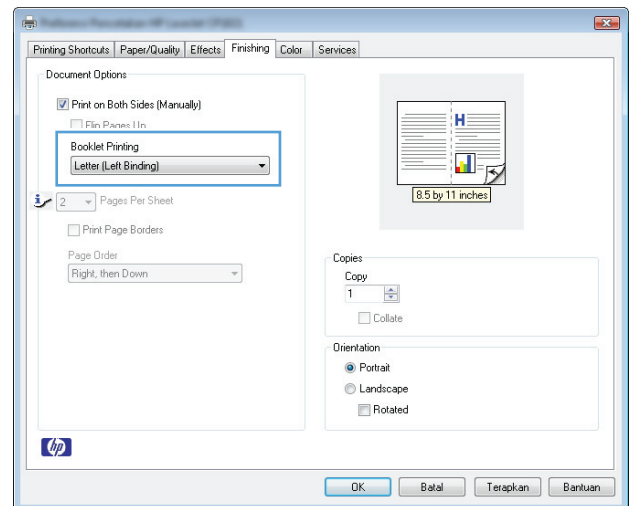 Printing Shortcuts Paper/Quality Effects Finishing Color Services
Document Options
Print on Both Sides (Manually)
Flip Pages Up
Booklet Printing
Letter (Left Binding)
2 Pages Per Sheet
Print Page Borders
Page Order
Right, then Down
H
8.5 by 11 inches
Copies
Copy
1
Collate
Orientation
Portrait
Landscape
Rotated
hp
OK Batal Terapkan Bantuan